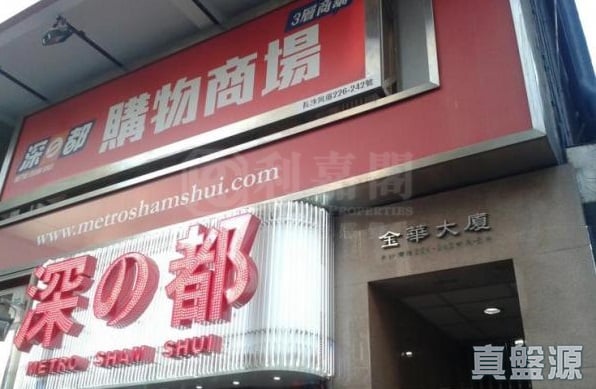 3層商場
深の都 購物商場
長沙灣道226-242號
www.metroshamshui.com
利嘉閣
PROPERTIES
金華大廈
深の都
METRO SHAM SHUI
真盤源